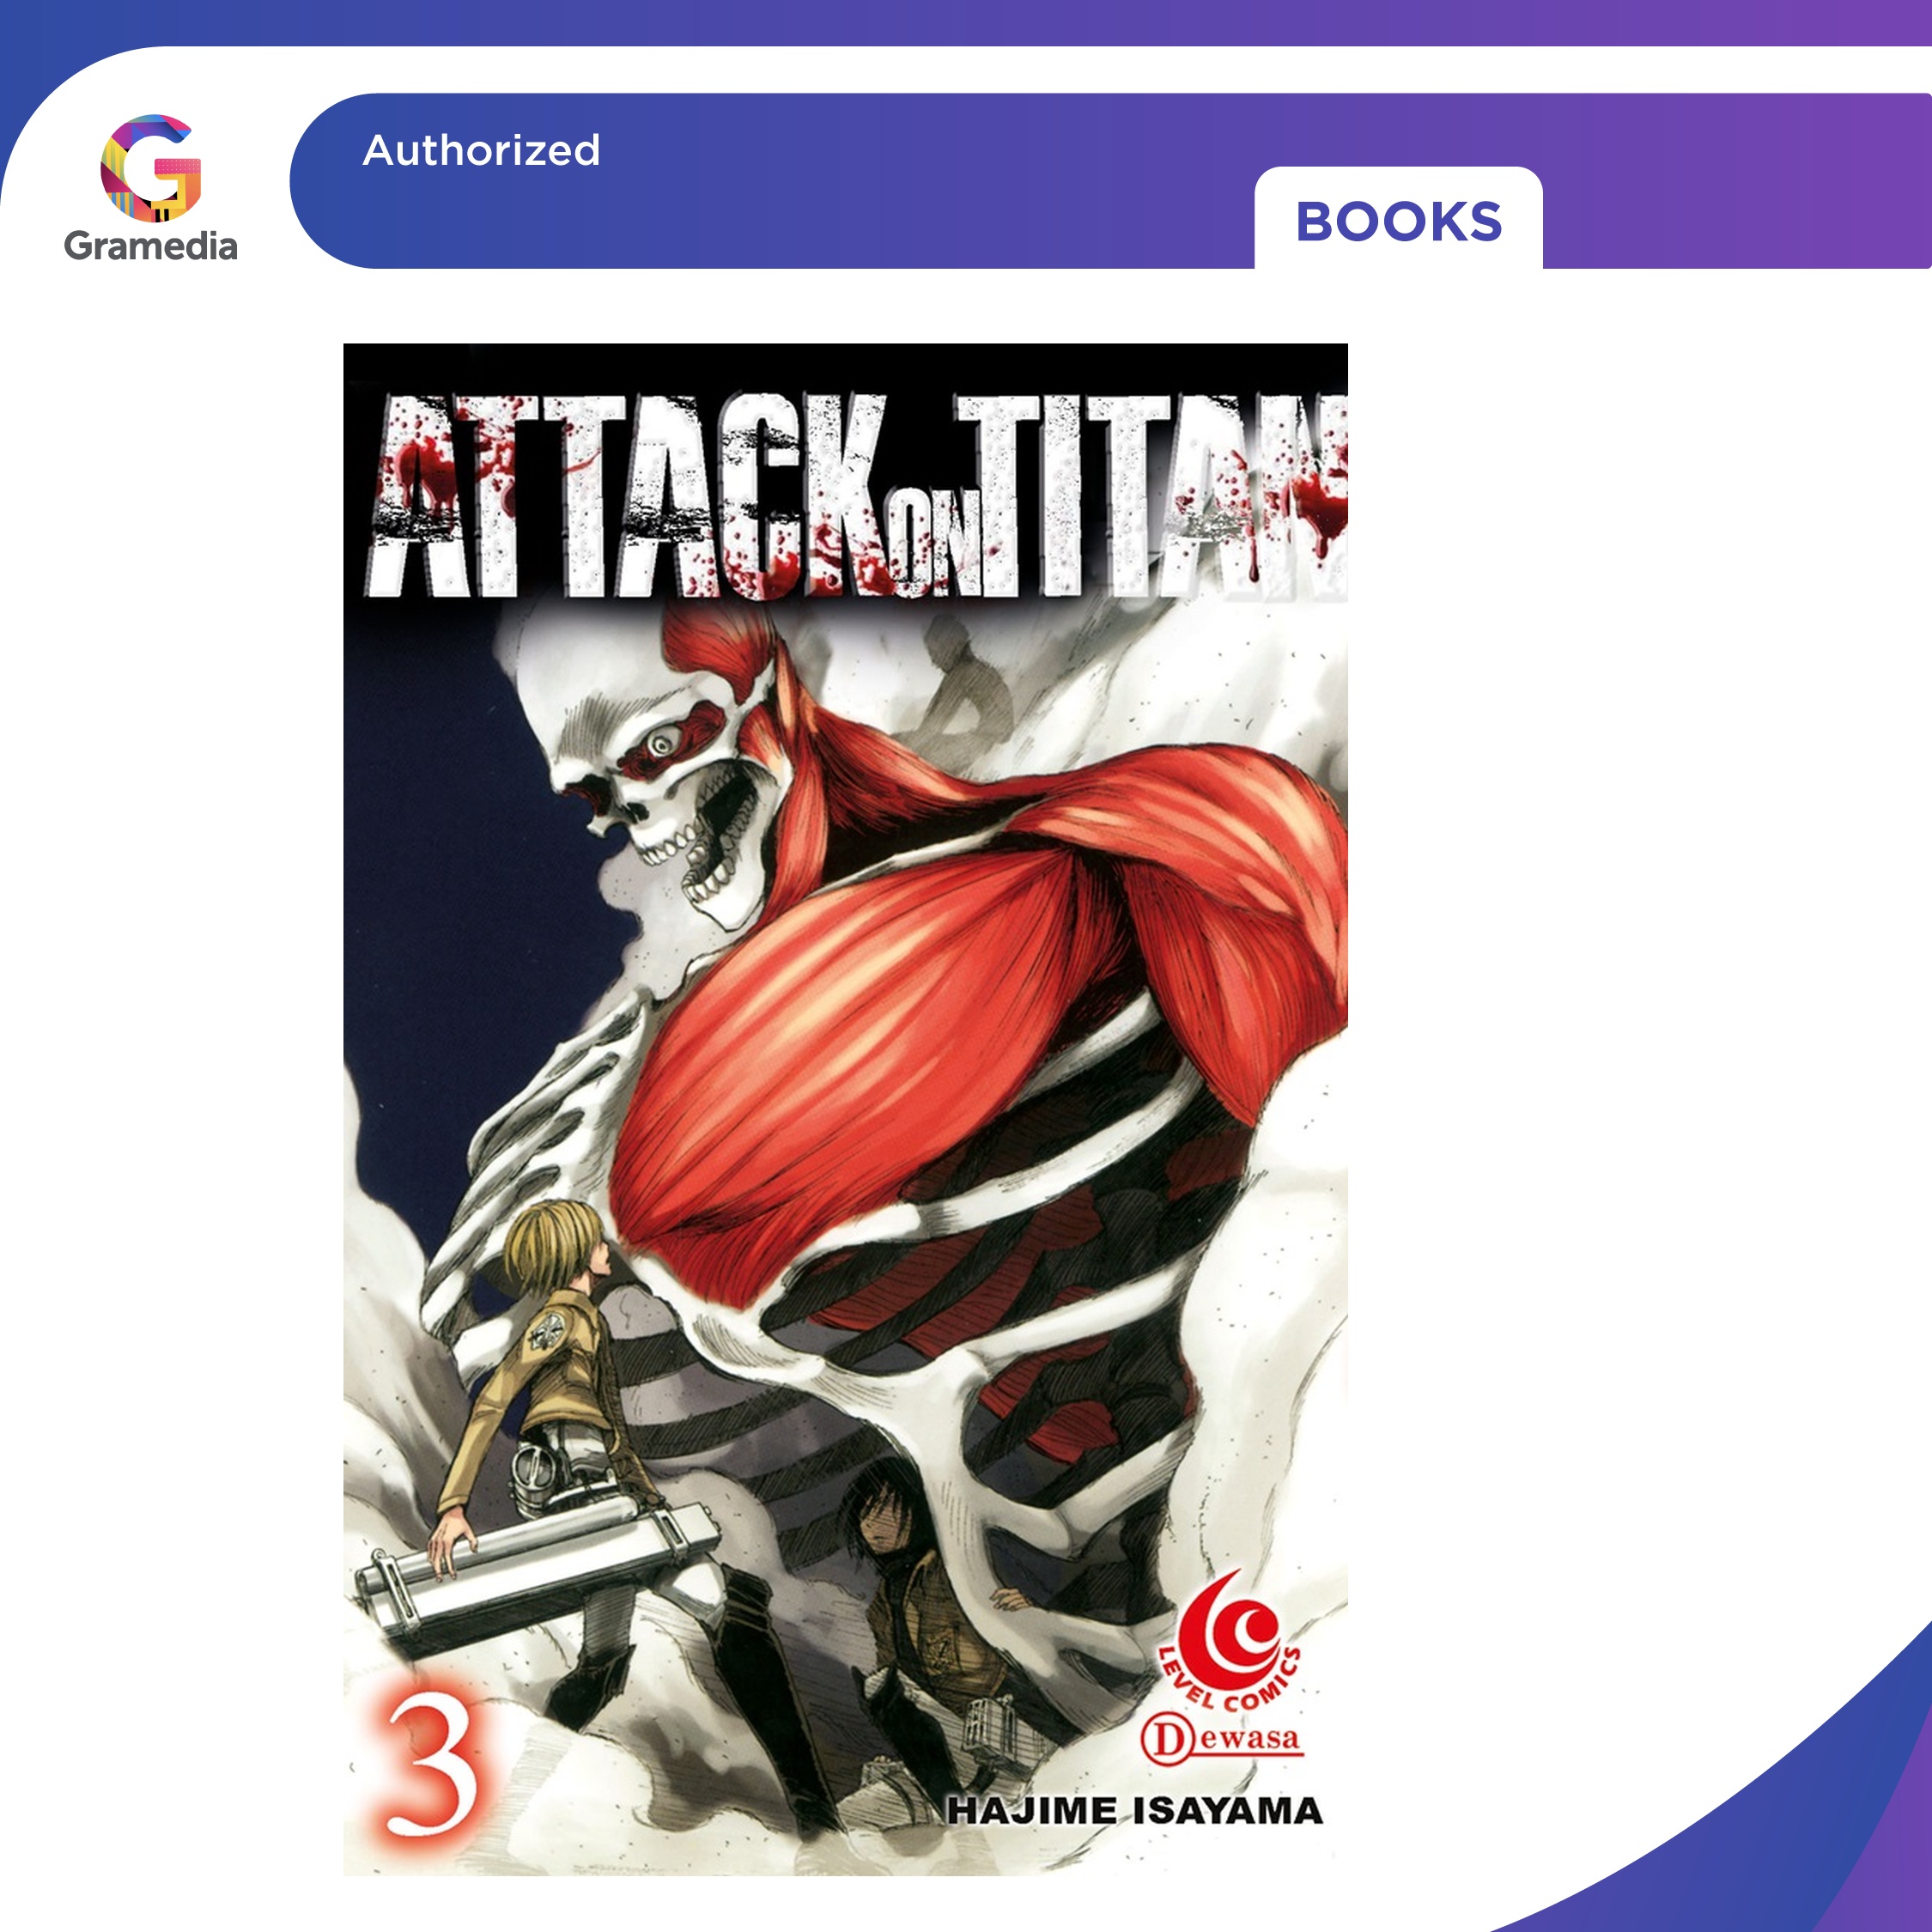 Authorized
BOOKS
Gramedia
ATTACK ON TITAN
LEVEL COMICS
Dewasa
3
HAJIME ISAYAMA